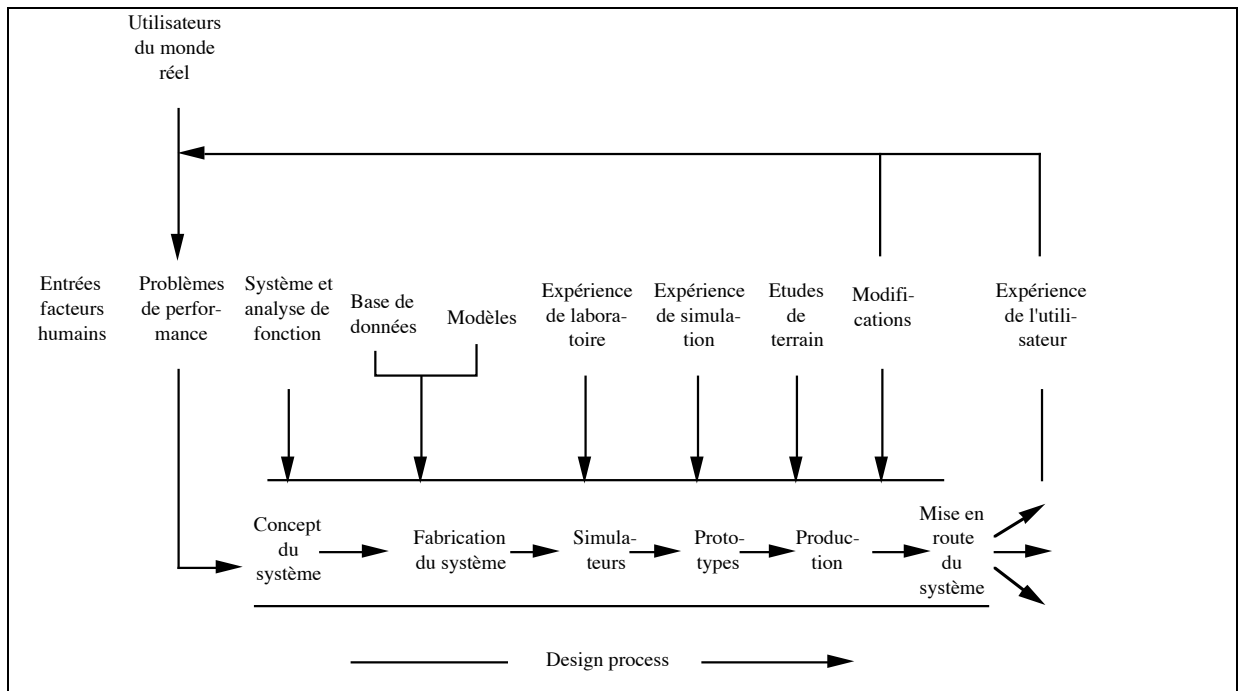 Utilisateurs
du monde
réel
Entrées
facteurs
humains
Problèmes
de perfor-
mance
Système et
analyse de
fonction
Base de
données
Modèles
Expérience
de labora-
toire
Expérience
de simula-
tion
Etudes
de
terrain
Modifi-
cations
Expérience
de l'utili-
sateur
Concept
du
système
Fabrication
du système
Simula-
teurs
Proto-
types
Produc-
tion
Mise en
route
du
système
Design process